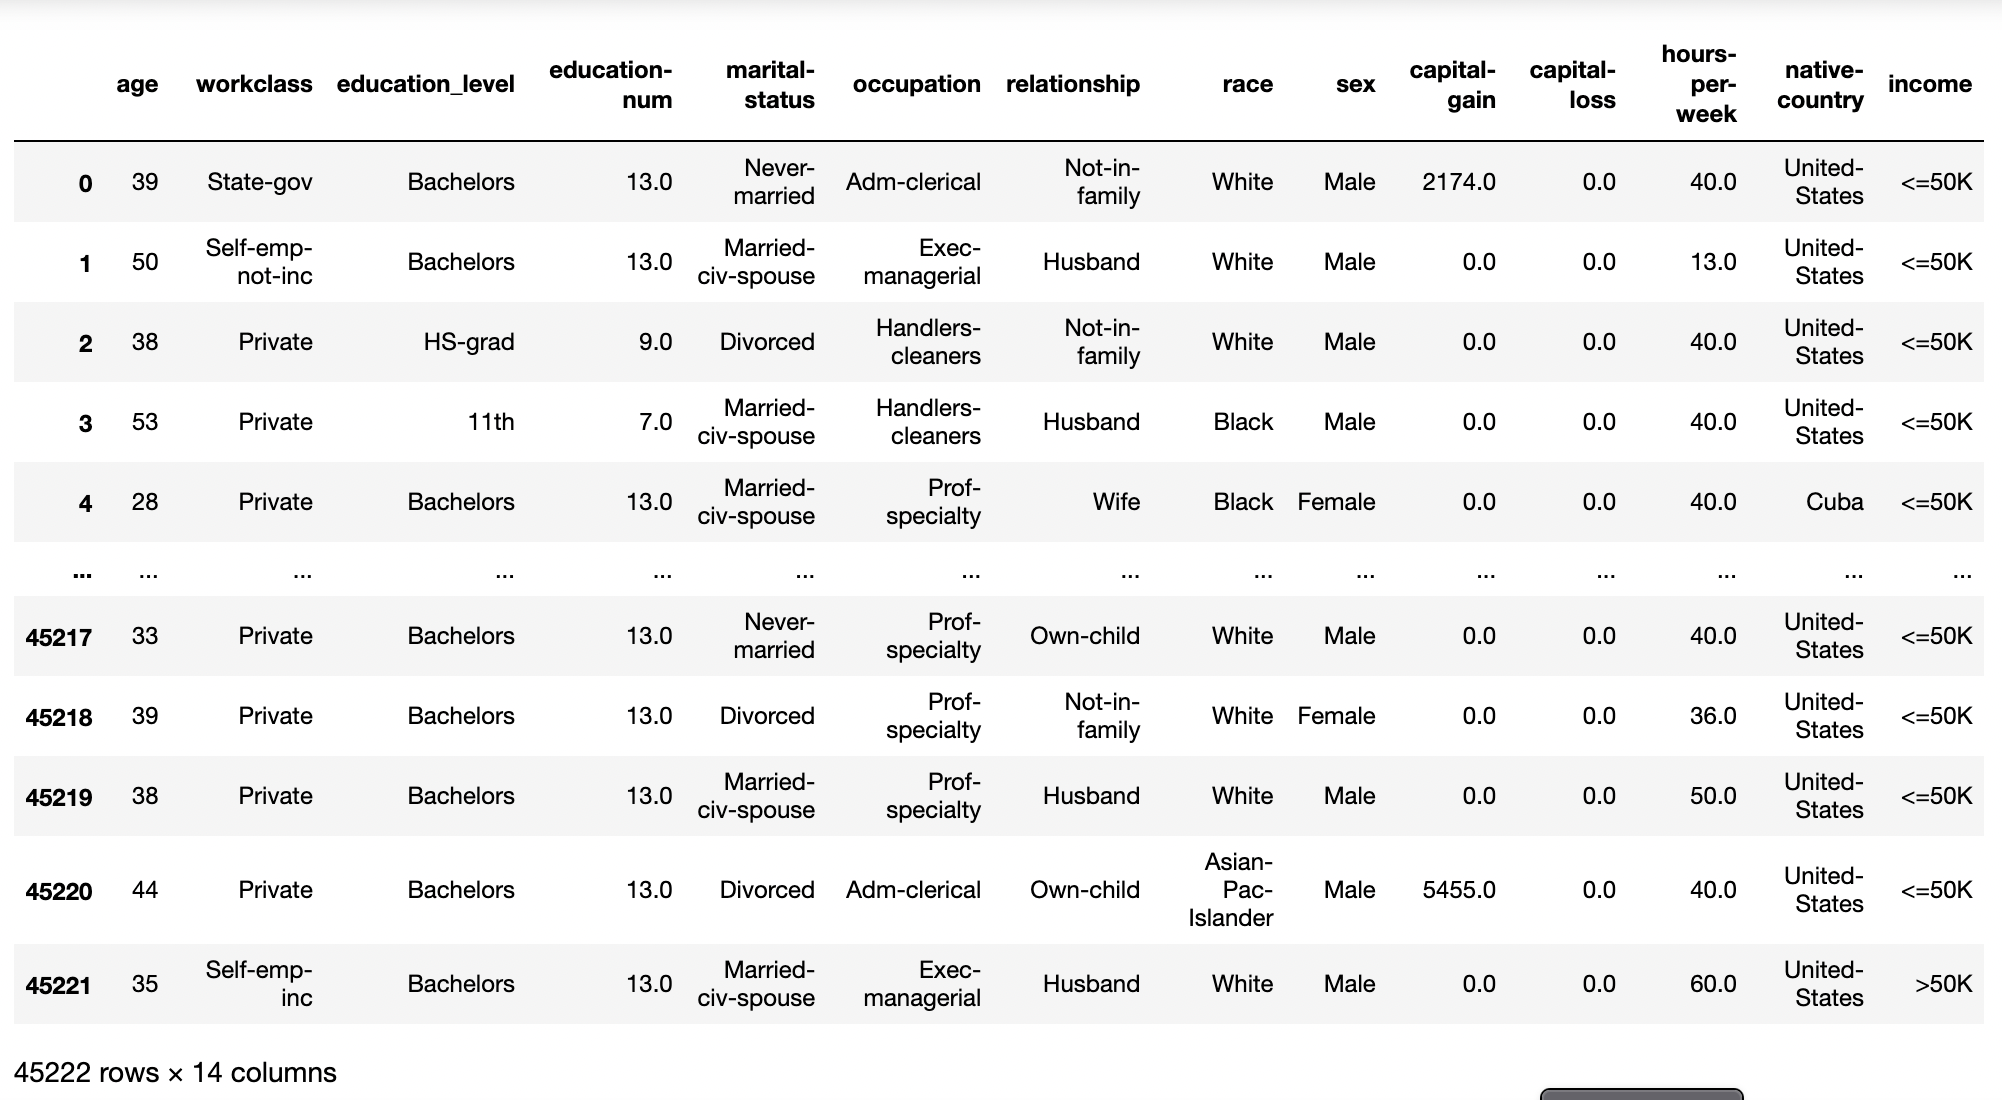 age workclass education_level education-num marital-status occupation relationship race sex capital-gain capital-loss hours-per-week native-country income
0 39 State-gov Bachelors 13.0 Never-married Adm-clerical Not-in-family White Male 2174.0 0.0 40.0 United-States <=50K
1 50 Self-emp-not-inc Bachelors 13.0 Married-civ-spouse Exec-managerial Husband White Male 0.0 0.0 13.0 United-States <=50K
2 38 Private HS-grad 9.0 Divorced Handlers-cleaners Not-in-family White Male 0.0 0.0 40.0 United-States <=50K
3 53 Private 11th 7.0 Married-civ-spouse Handlers-cleaners Husband Black Male 0.0 0.0 40.0 United-States <=50K
4 28 Private Bachelors 13.0 Married-civ-spouse Prof-specialty Wife Black Female 0.0 0.0 40.0 Cuba <=50K
... ... ... ... ... ... ... ... ... ... ... ... ... ... ...
45217 33 Private Bachelors 13.0 Never-married Prof-specialty Own-child White Male 0.0 0.0 40.0 United-States <=50K
45218 39 Private Bachelors 13.0 Divorced Prof-specialty Not-in-family White Female 0.0 0.0 36.0 United-States <=50K
45219 38 Private Bachelors 13.0 Married-civ-spouse Prof-specialty Husband White Male 0.0 0.0 50.0 United-States <=50K
45220 44 Private Bachelors 13.0 Divorced Adm-clerical Own-child Asian-Pac-Islander Male 5455.0 0.0 40.0 United-States <=50K
45221 35 Self-emp-inc Bachelors 13.0 Married-civ-spouse Exec-managerial Husband White Male 0.0 0.0 60.0 United-States >50K
45222 rows × 14 columns